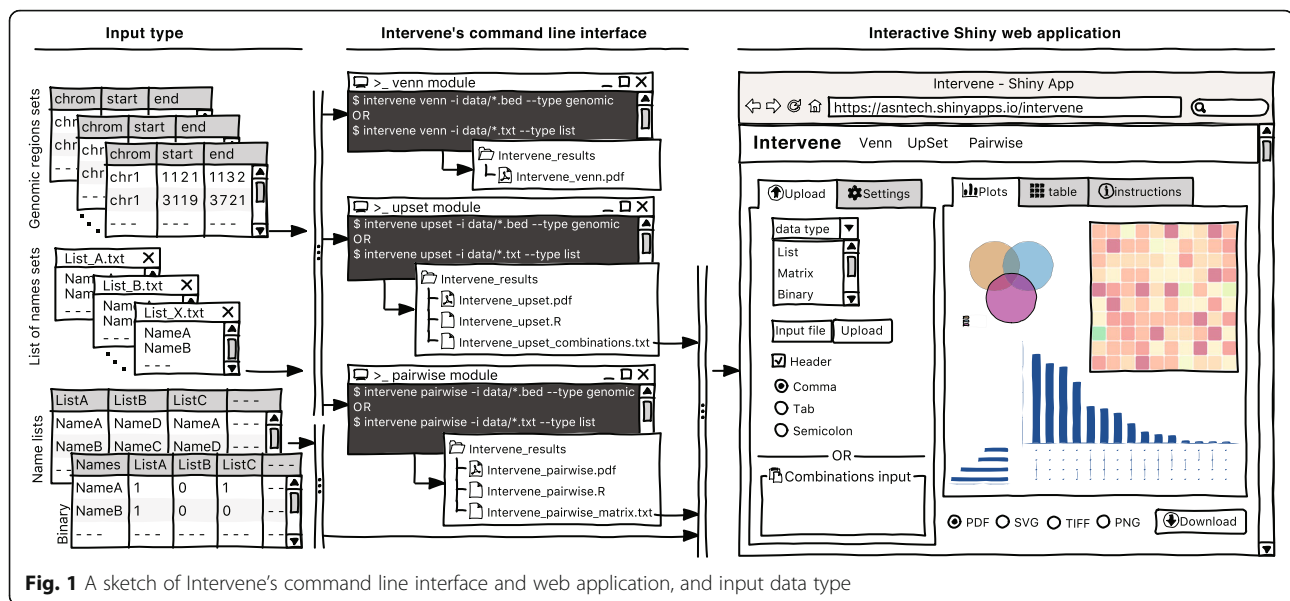 Input type
Intervene's command line interface
Interactive Shiny web application
Genomic regions sets
chrom start end
chr
chr
- - -
chrom start end
chr
chr
- - -
chrom start end
chr1 1121 1132
chr1 3119 3721
- - - - - - - - -
List of names sets
List_A.txt X
NameA
Name
- - -
List_B.txt X
NameA
Name
- - -
List_X.txt X
NameA
NameB
- - -
Name lists
ListA ListB ListC - - -
NameA NameD NameA - - -
NameB NameC NameD - - -
Binary
Names ListA ListB ListC - - -
NameA 1 0 1 - -
NameB 1 0 0 - -
- - - - - - - - - - - - - -
>_ venn module
$ intervene venn -i data/*.bed --type genomic
OR
$ intervene venn -i data/*.txt --type list
Intervene_results
Intervene_venn.pdf
>_ upset module
$ intervene upset -i data/*.bed --type genomic
OR
$ intervene upset -i data/*.txt --type list
Intervene_results
Intervene_upset.pdf
Intervene_upset.R
Intervene_upset_combinations.txt
>_ pairwise module
$ intervene pairwise -i data/*.bed --type genomic
OR
$ intervene pairwise -i data/*.txt --type list
Intervene_results
Intervene_pairwise.pdf
Intervene_pairwise.R
Intervene_pairwise_matrix.txt
Intervene - Shiny App
https://asntech.shinyapps.io/intervene
Intervene Venn UpSet Pairwise
Upload Settings
data type
List
Matrix
Binary
Input file Upload
Header
Comma
Tab
Semicolon
OR
Combinations input
Plots table instructions
PDF SVG TIFF PNG Download
Fig. 1 A sketch of Intervene's command line interface and web application, and input data type